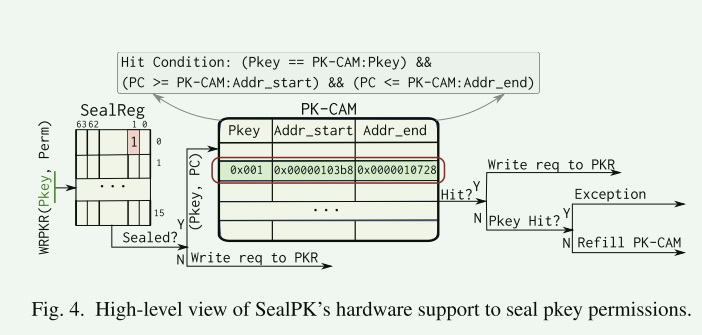 Hit Condition: (Pkey == PK-CAM:Pkey) &&
(PC >= PK-CAM:Addr_start) && (PC <= PK-CAM:Addr_end)
SealReg
63 62 1 0
1
0
1
...
15
WRPKR(Pkey, Perm)
Sealed?
Y
N
(Pkey, PC)
Write req to PKR
PK-CAM
Pkey Addr_start Addr_end
0x001 0x00000103b8 0x0000010728
...
Hit?
Y
N
Write req to PKR
Pkey Hit?
Y
N
Exception
Refill PK-CAM
Fig. 4. High-level view of SealPK's hardware support to seal pkey permissions.